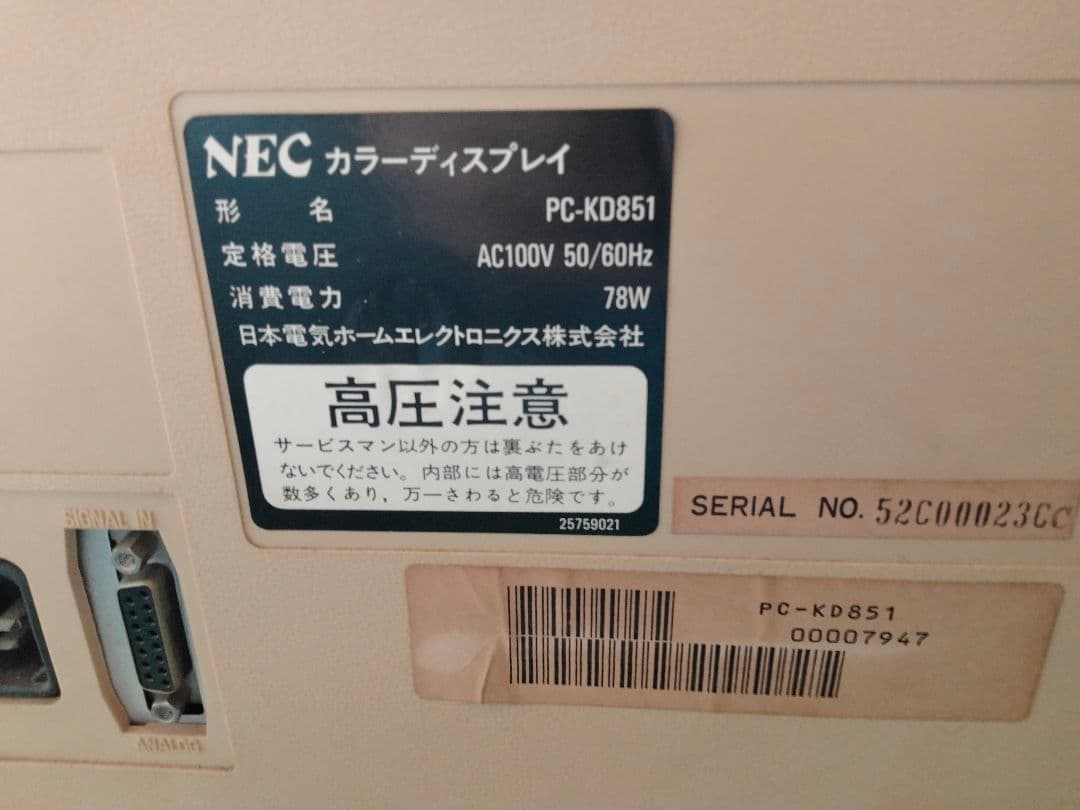 NEC カラーディスプレイ
形 名 PC-KD851
定格電圧 AC100V 50/60Hz
消費電力 78W
日本電気ホームエレクトロニクス株式会社
高圧注意
サービスマン以外の方は裏ぶたをあけ
ないでください。内部には高電圧部分が
数多くあり，万一さわると危険です。
25759021
SERIAL NO. 52C00023CC
PC-KD851
00007947
SIGNAL IN
ANALOG